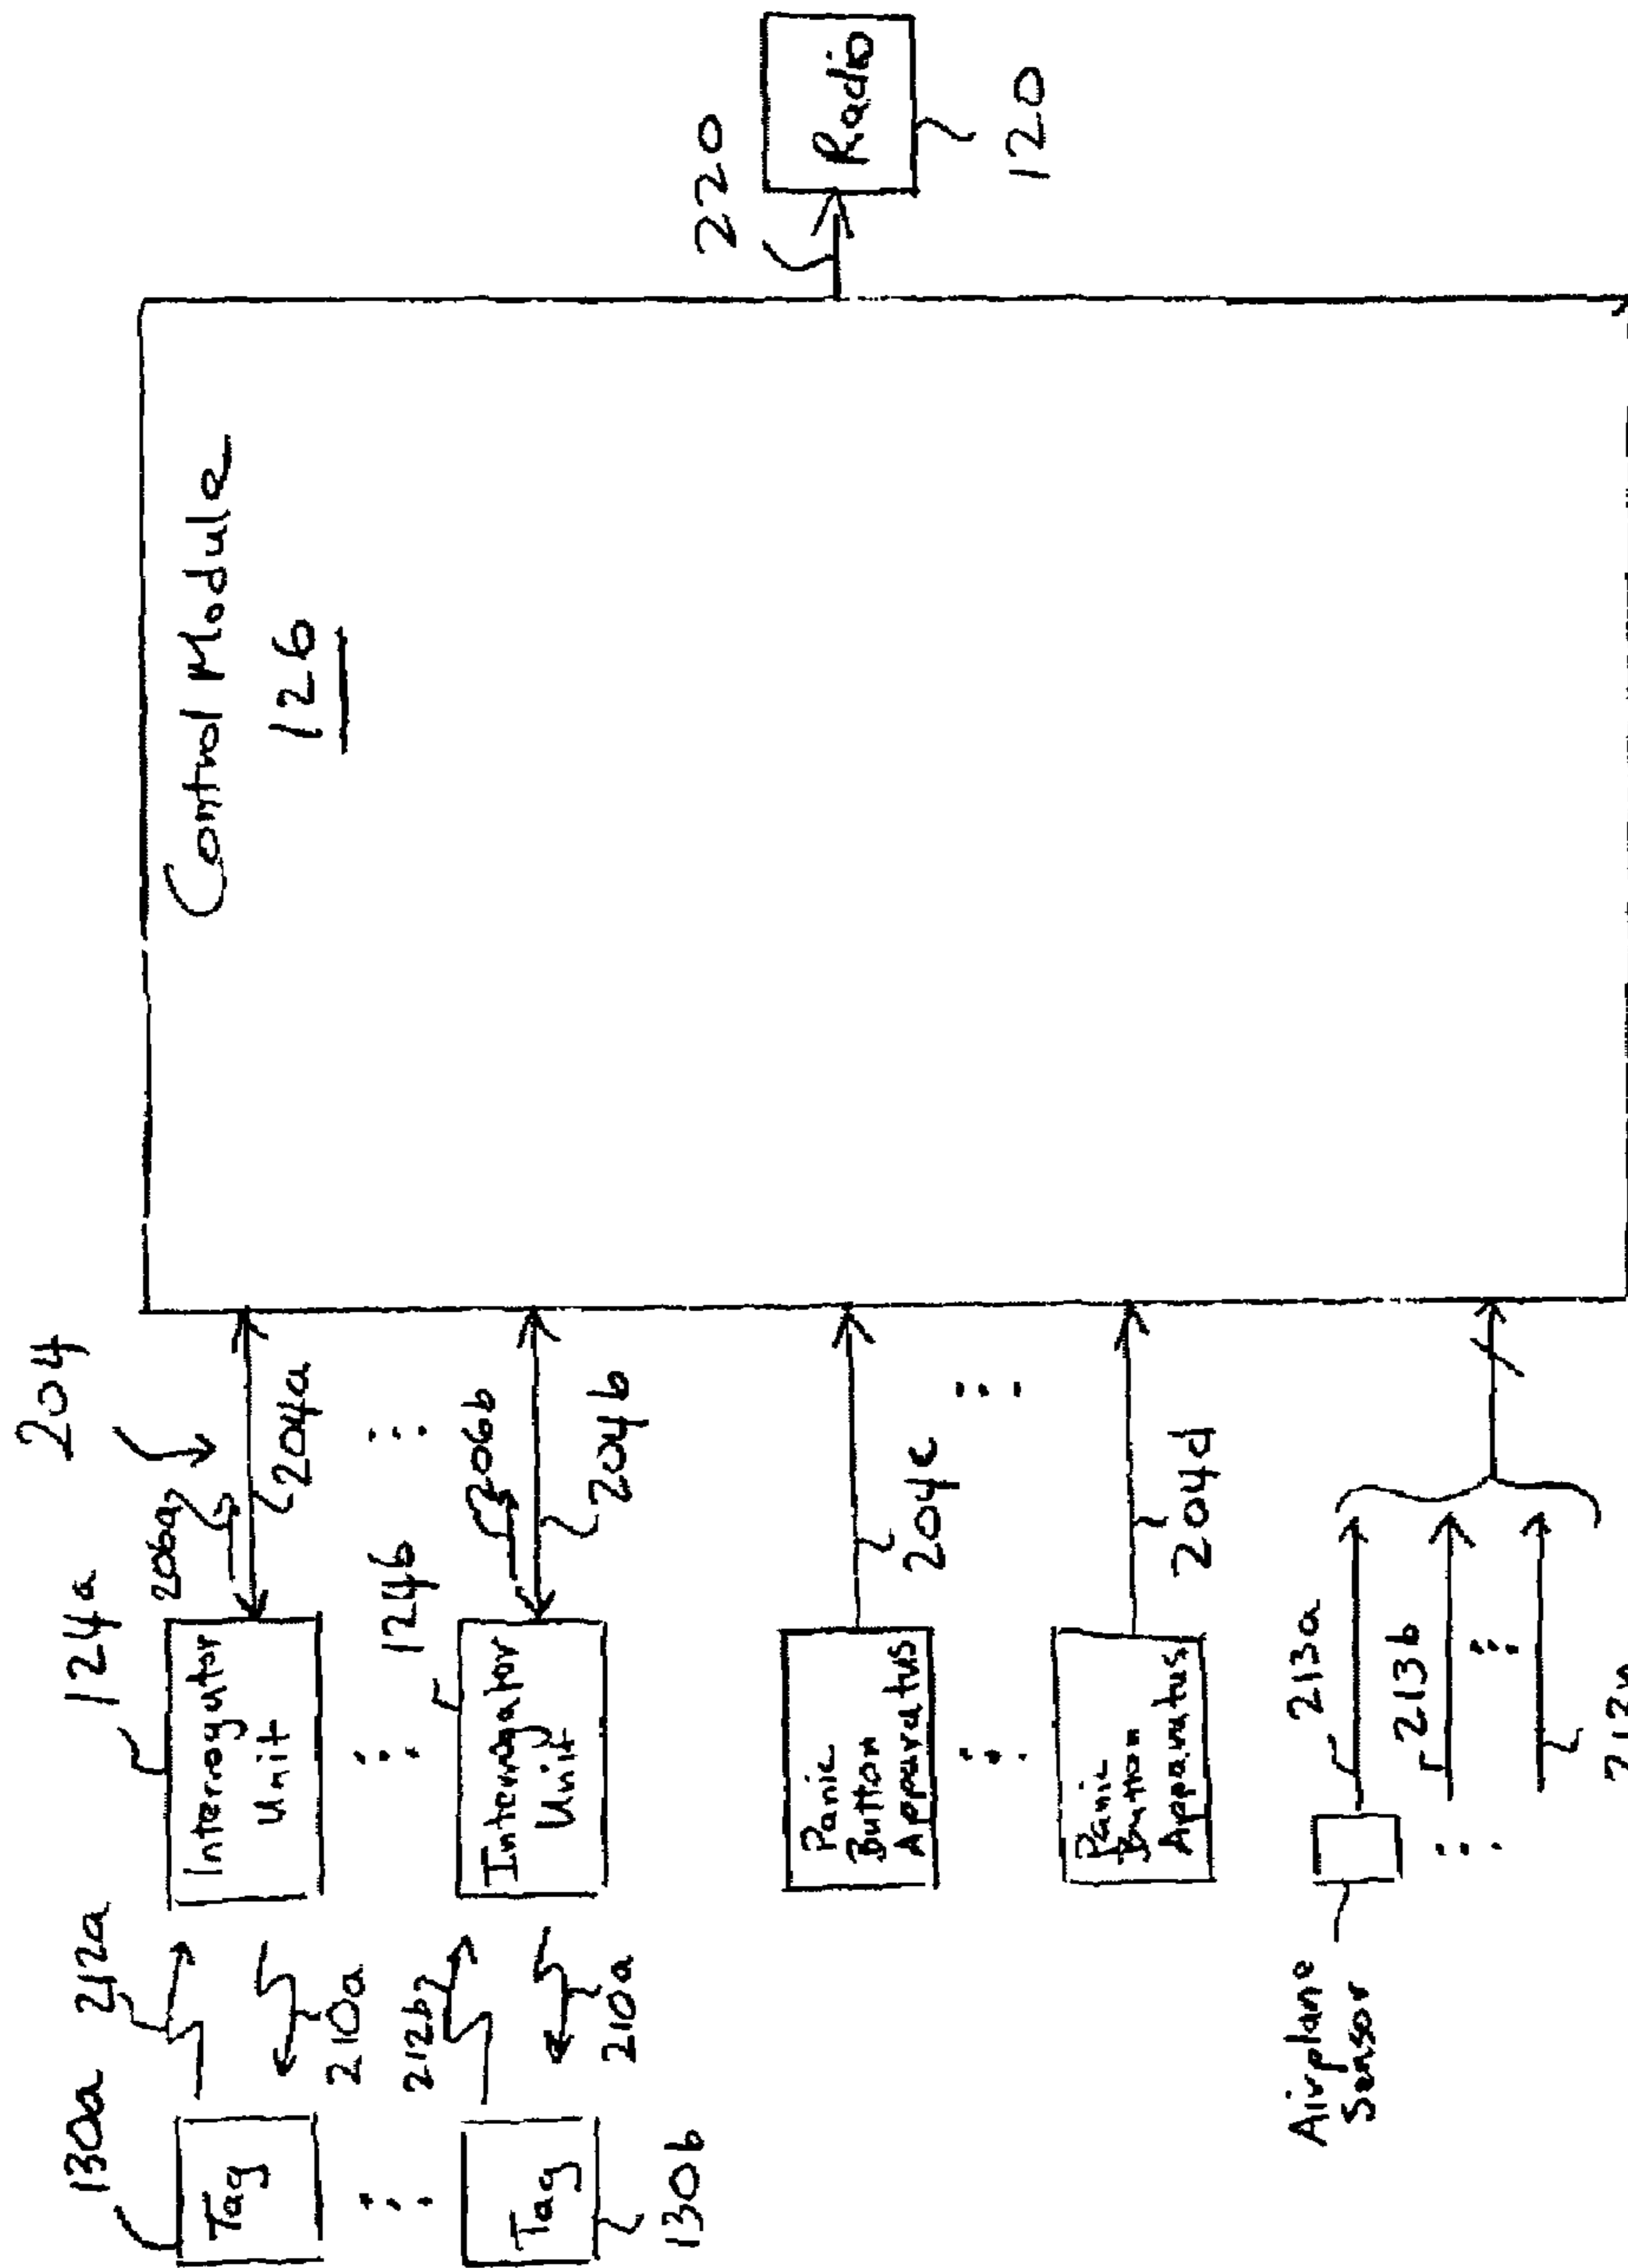 204
130a
212a
124a
206a
Tag
Interrogator
Unit
204a
210a
Control Module
126
220
Radio
120
212b
124b
206b
Tag
Interrogator
Unit
204b
210a
130b
Panic
Button
Apparatus
204c
Panic
Button
Apparatus
204d
Airplane
Sensor
213a
213b